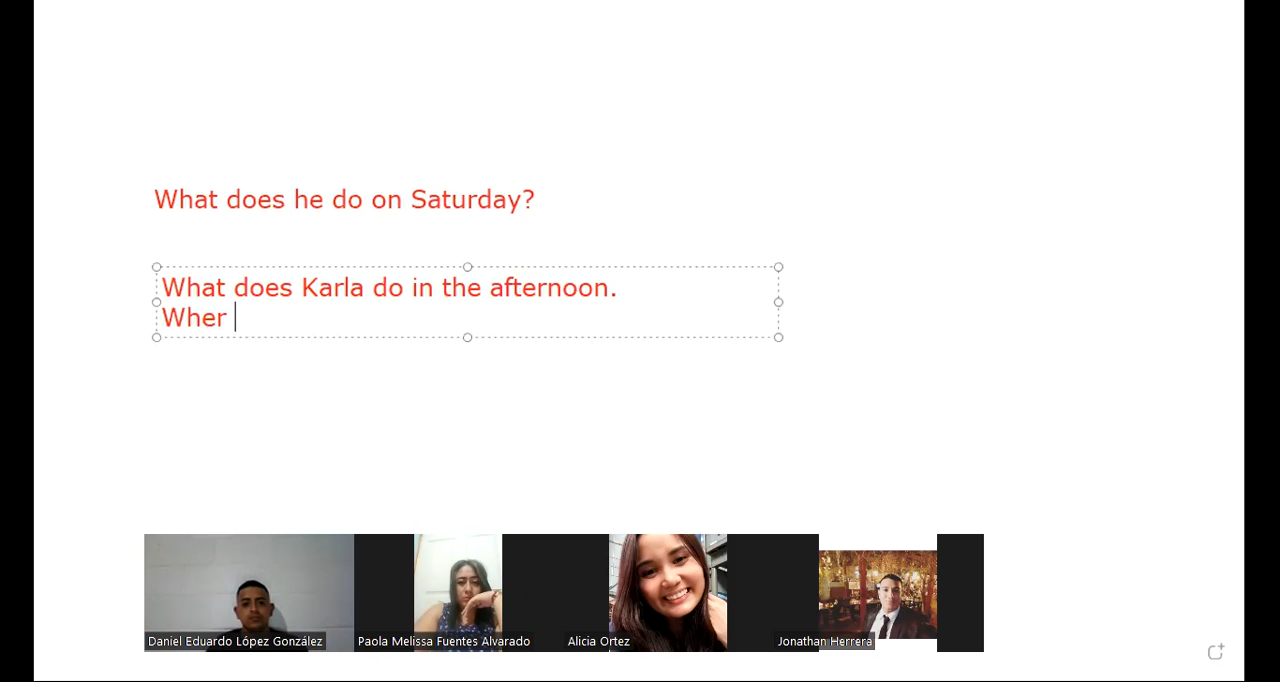 What does he do on Saturday?
What does Karla do in the afternoon.
Wher
Daniel Eduardo López González
Paola Melissa Fuentes Alvarado
Alicia Ortez
Jonathan Herrera